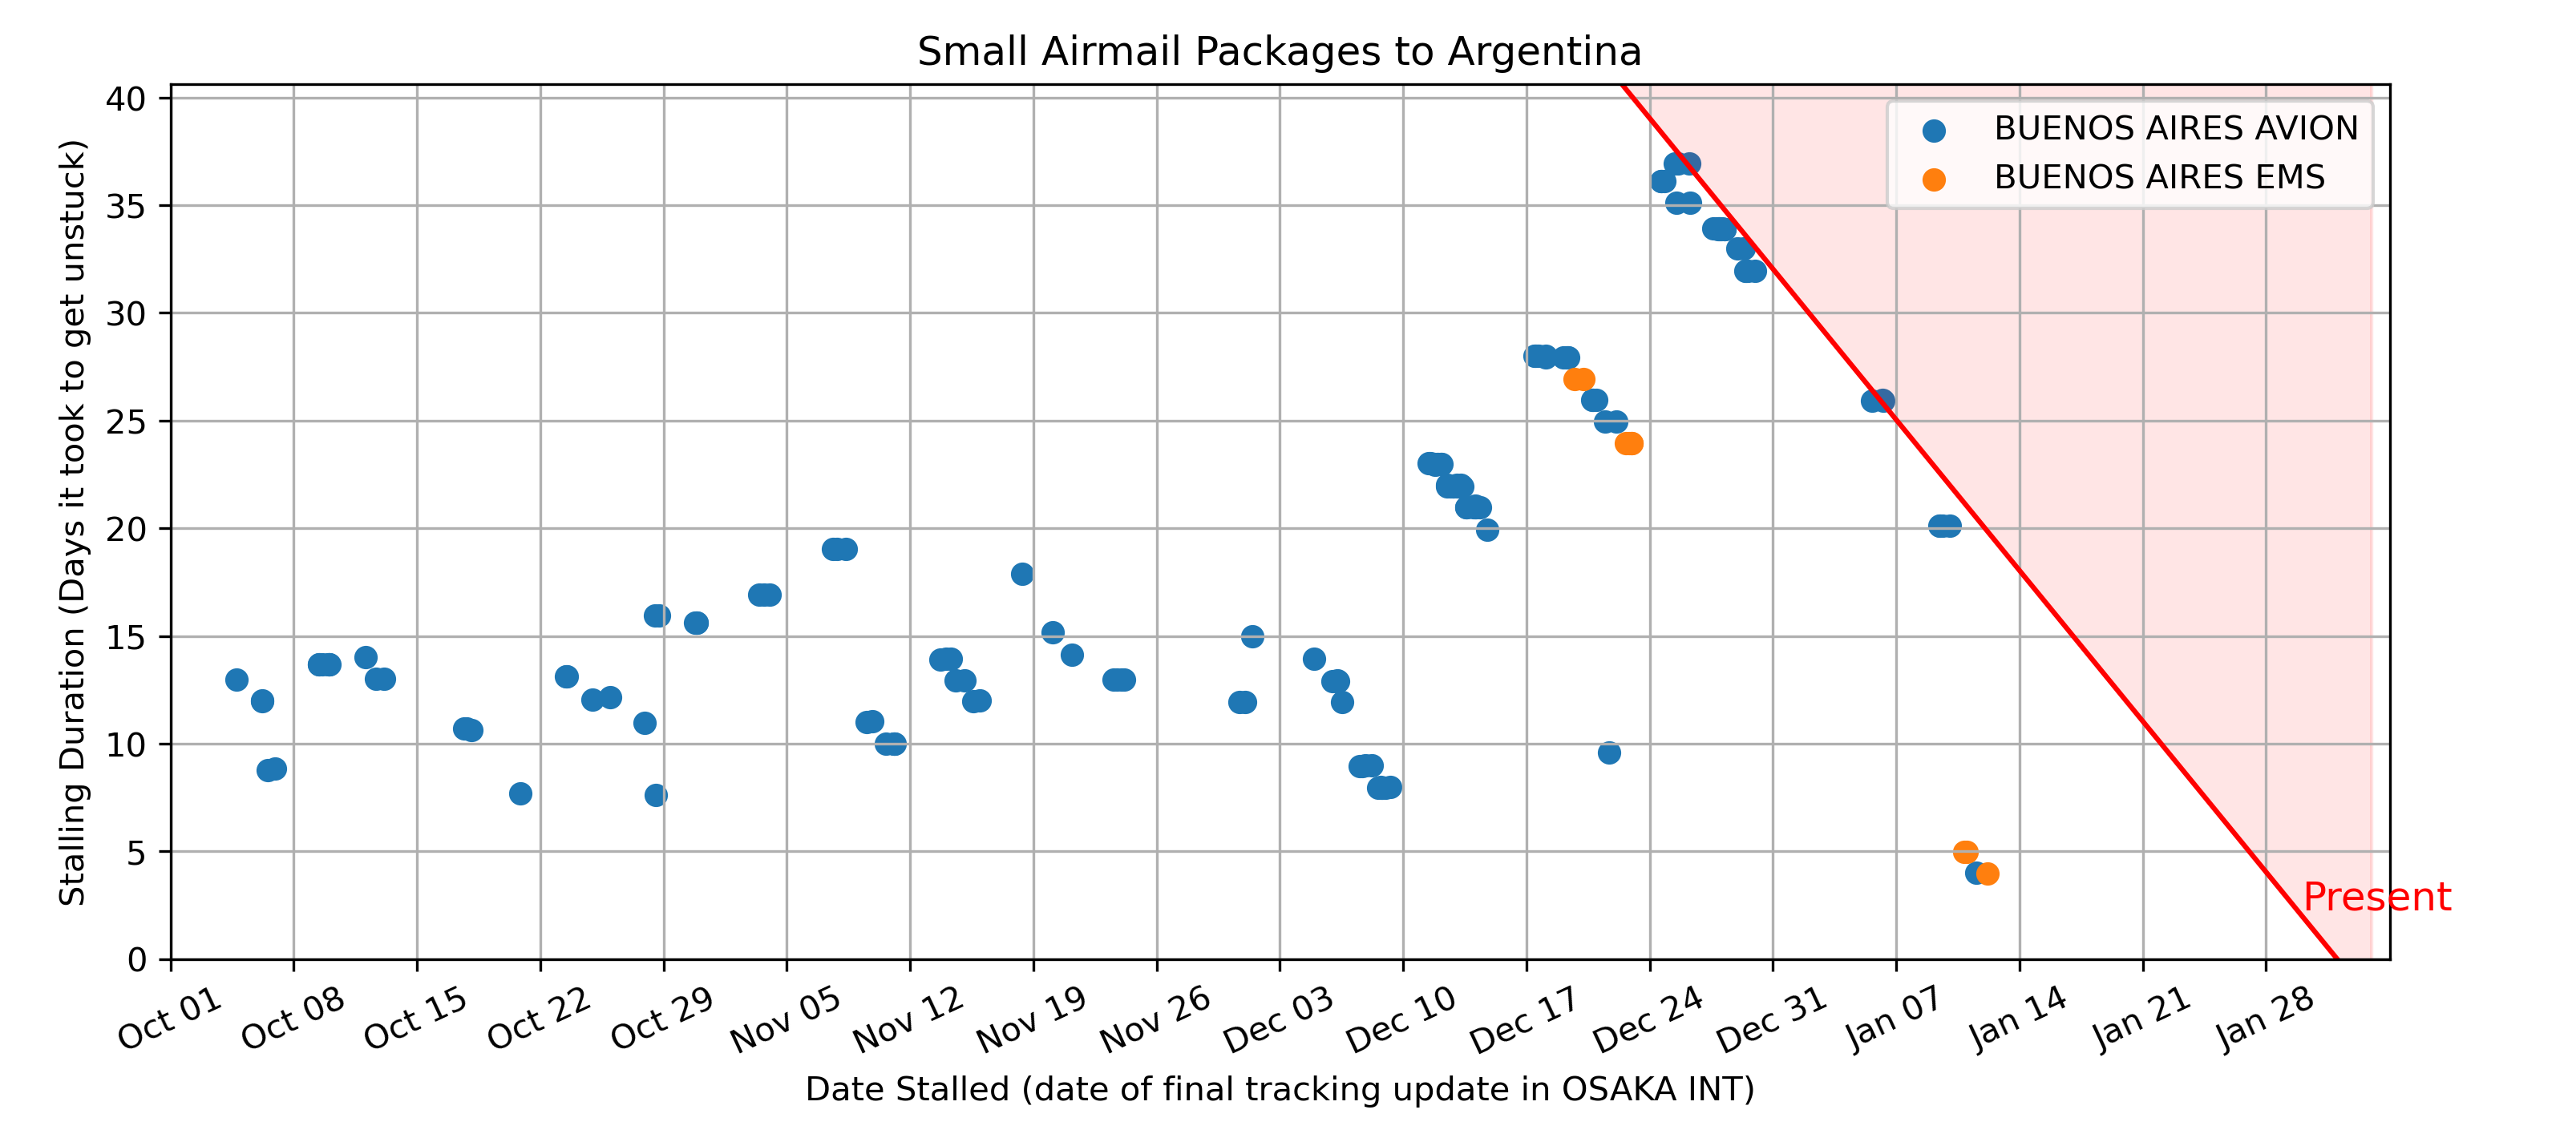 Small Airmail Packages to Argentina
Stalling Duration (Days it took to get unstuck)
40
35
30
25
20
15
10
5
0
BUENOS AIRES AVION
BUENOS AIRES EMS
Present
Oct 01
Oct 08
Oct 15
Oct 22
Oct 29
Nov 05
Nov 12
Nov 19
Nov 26
Dec 03
Dec 10
Dec 17
Dec 24
Dec 31
Jan 07
Jan 14
Jan 21
Jan 28
Date Stalled (date of final tracking update in OSAKA INT)